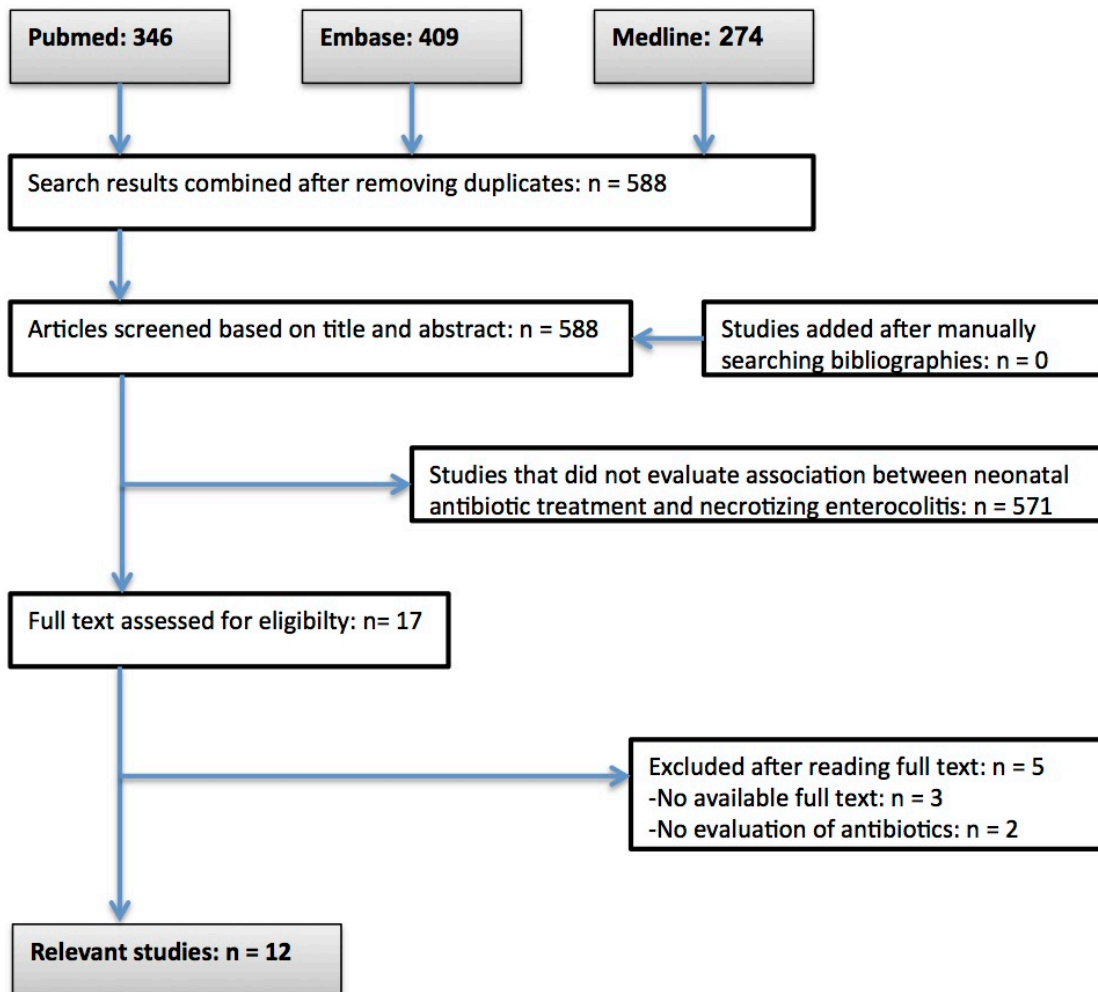 Pubmed: 346
Embase: 409
Medline: 274
Search results combined after removing duplicates: n = 588
Articles screened based on title and abstract: n = 588
Studies added after manually
searching bibliographies: n = 0
Studies that did not evaluate association between neonatal
antibiotic treatment and necrotizing enterocolitis: n = 571
Full text assessed for eligibilty: n= 17
Excluded after reading full text: n = 5
-No available full text: n = 3
-No evaluation of antibiotics: n = 2
Relevant studies: n = 12